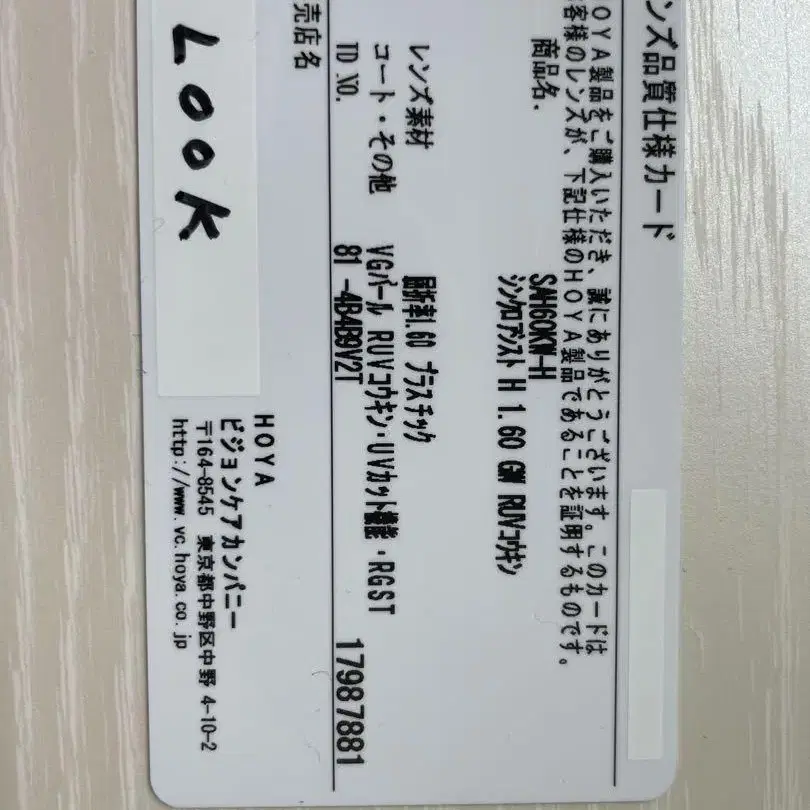 ンズ品質仕様カード
HOYA製品をご購入いただき、誠にありがとうございます。このカードは
客様のレンズが、下記仕様のHOYA製品であることを証明するものです。
商品名.
SAH60KW-H
シンクロアシスト H 1.60 GW RUVコウキン
レンズ素材
屈折率1.60 プラスチック
コート・その他
VGパール RUVコウキン・UVカット機能・RGST
ID NO.
81 -4B4B9V2T
17987881
売店名
LOOK
HOYA
ビジョンケアカンパニー
〒164-8545 東京都中野区中野 4-10-2
http://www.vc.hoya.co.jp